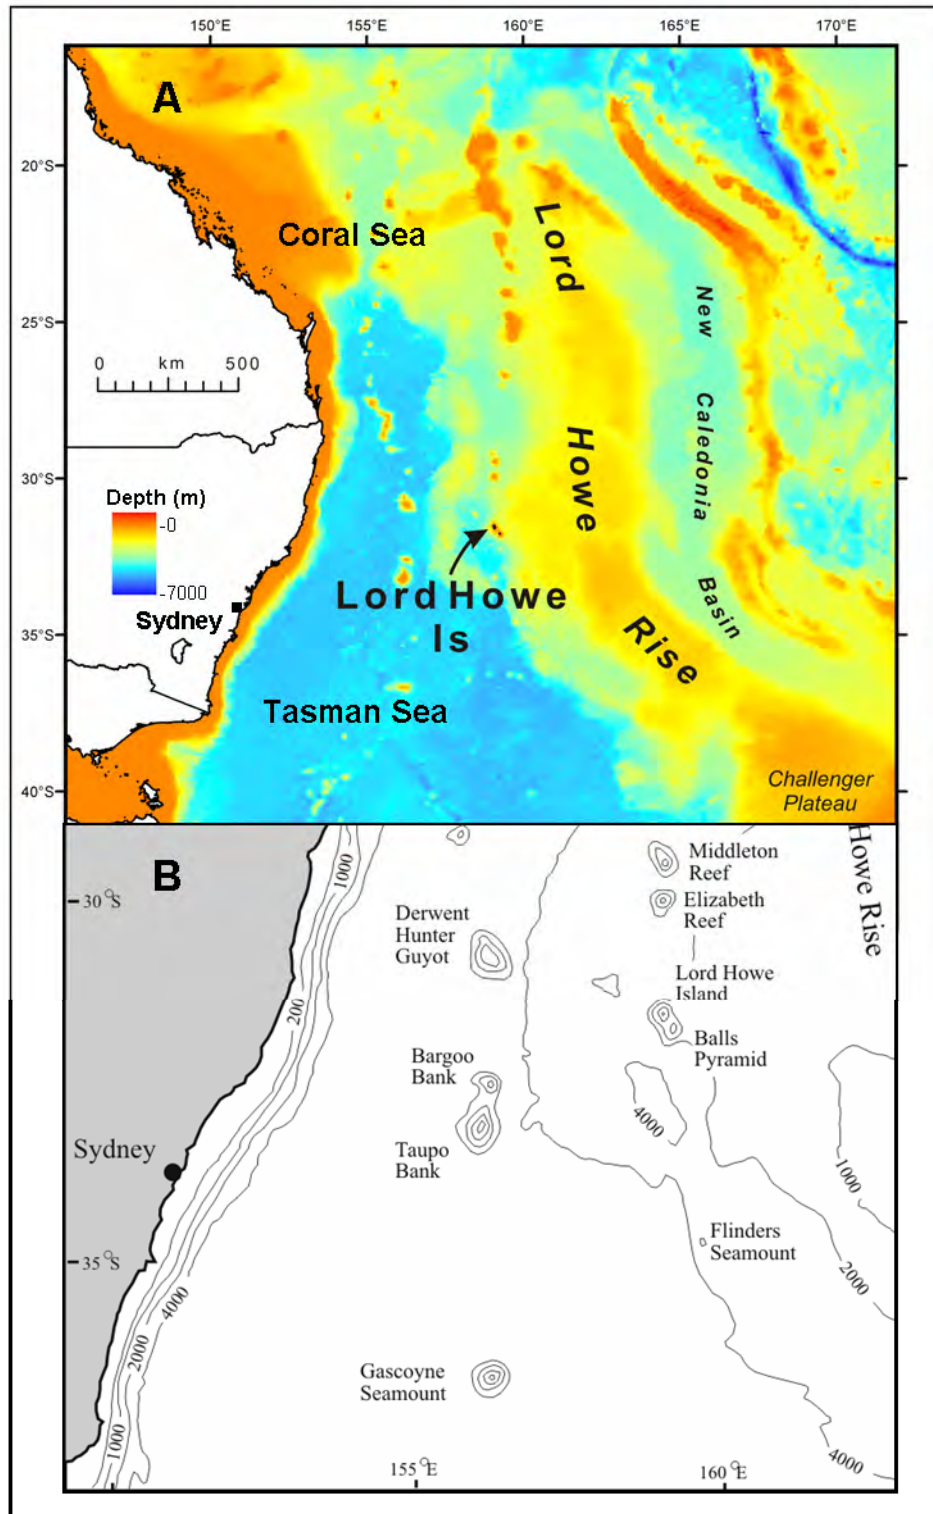 150°E
155°E
160°E
165°E
170°E
A
20°S
Coral Sea
Lord
25°S
New
0 km 500
Caledonia
Howe
30°S
Depth (m)
-0
-7000
Sydney
Lord Howe
Is
Basin
35°S
Rise
Tasman Sea
Challenger
Plateau
40°S
B
1000
Middleton
Reef
Howe Rise
30°S
Elizabeth
Reef
Derwent
Hunter
Guyot
Lord Howe
Island
200
Balls
Pyramid
Bargoo
Bank
4000
Sydney
Taupo
Bank
1000
Flinders
Seamount
35°S
2000
4000
2000
Gascoyne
Seamount
1000
4000
155°E
160°E